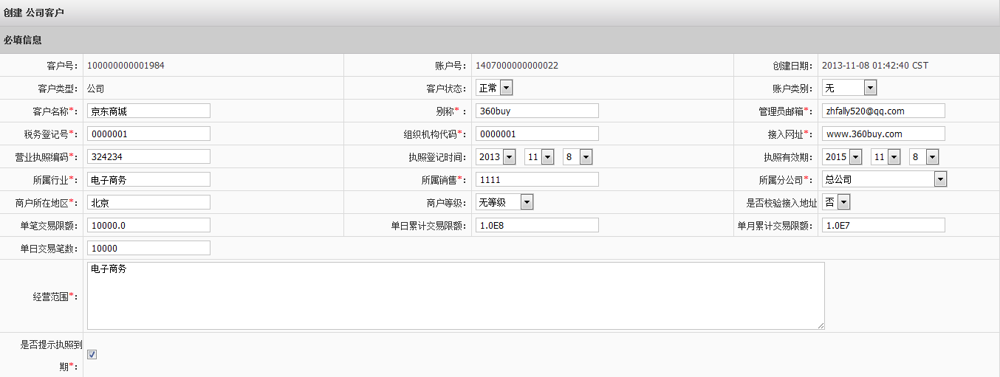 创建 公司客户
必填信息
客户号： 100000000001984 账户号： 1407000000000022 创建日期： 2013-11-08 01:42:40 CST
客户类型： 公司 客户状态： 正常 账户类别： 无
客户名称*： 京东商城 别称*： 360buy 管理员邮箱*： zhfally520@qq.com
税务登记号*： 0000001 组织机构代码*： 0000001 接入网址*： www.360buy.com
营业执照编码*： 324234 执照登记时间： 2013 11 8 执照有效期： 2015 11 8
所属行业*： 电子商务 所属销售*： 1111 所属分公司*： 总公司
商户所在地区*： 北京 商户等级： 无等级 是否校验接入地址 否
单笔交易限额： 10000.0 单日累计交易限额： 1.0E8 单月累计交易限额： 1.0E7
单日交易笔数： 10000
电子商务
经营范围*：
是否提示执照到
期*：